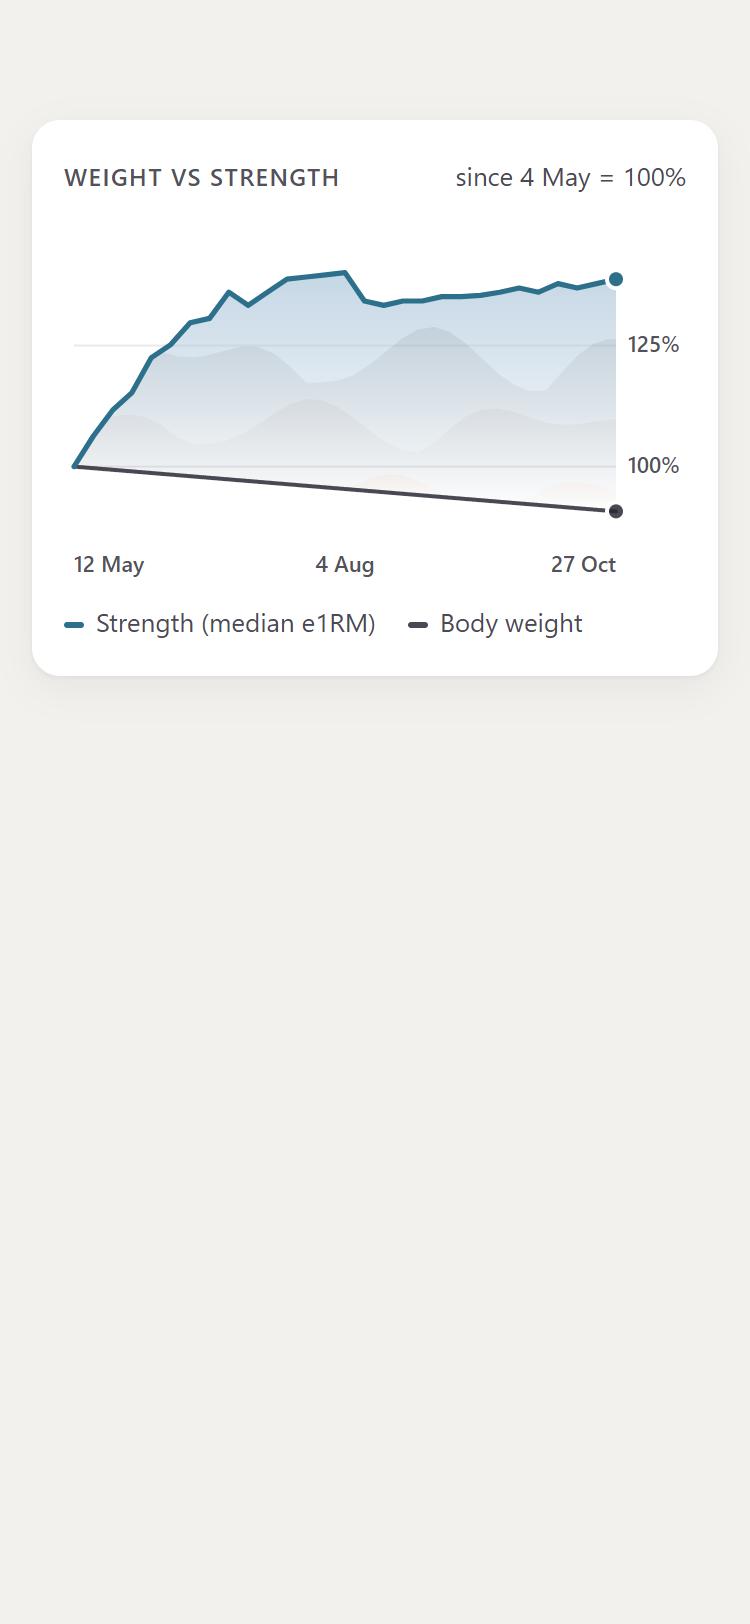 WEIGHT VS STRENGTH since 4 May = 100%
125%
100%
12 May 4 Aug 27 Oct
Strength (median e1RM) Body weight